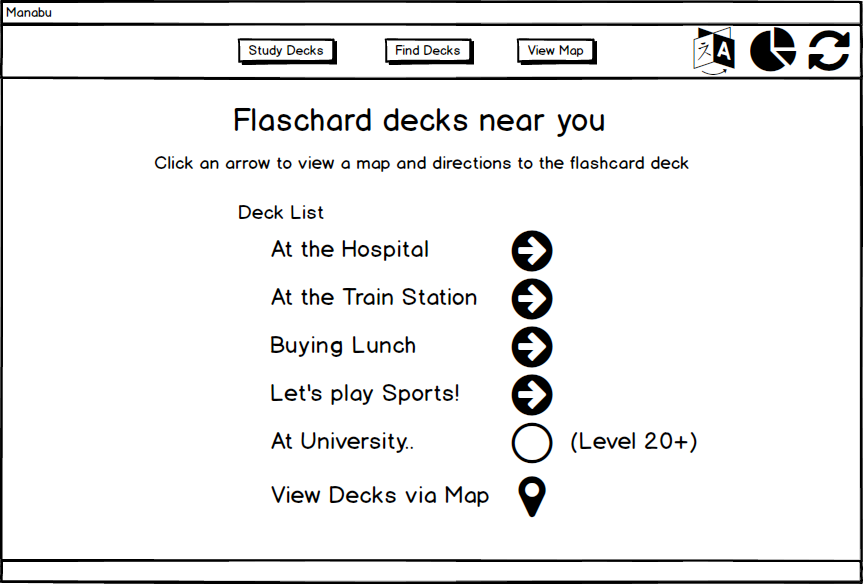 Manabu
Study Decks
Find Decks
View Map
A
Flaschard decks near you
Click an arrow to view a map and directions to the flashcard deck
Deck List
At the Hospital
At the Train Station
Buying Lunch
Let's play Sports!
At University..
(Level 20+)
View Decks via Map